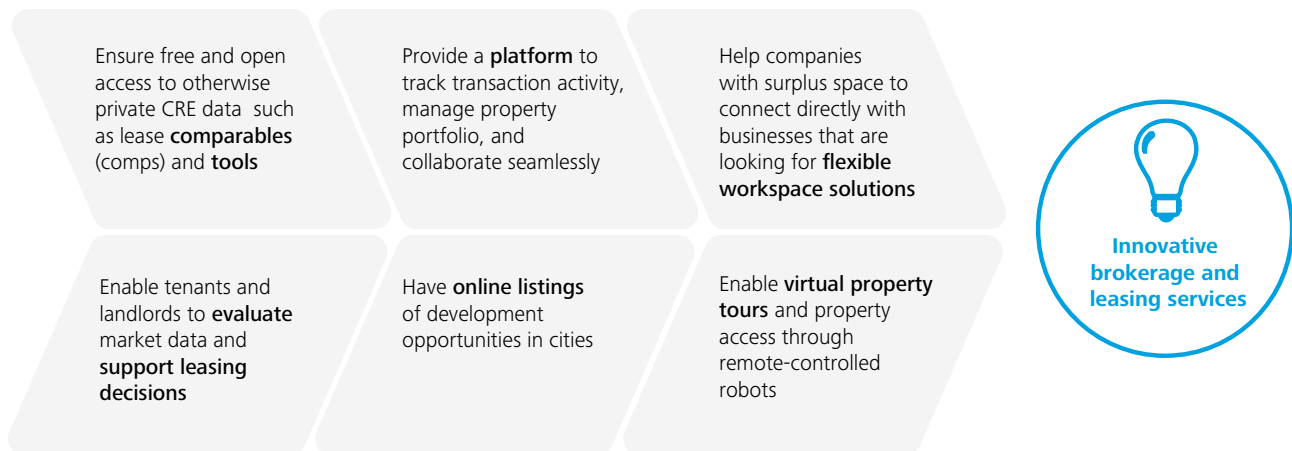 Ensure free and open
access to otherwise
private CRE data such
as lease comparables
(comps) and tools
Provide a platform to
track transaction activity,
manage property
portfolio, and
collaborate seamlessly
Help companies
with surplus space to
connect directly with
businesses that are
looking for flexible
workspace solutions
Enable tenants and
landlords to evaluate
market data and
support leasing
decisions
Have online listings
of development
opportunities in cities
Enable virtual property
tours and property
access through
remote-controlled
robots
Innovative
brokerage and
leasing services